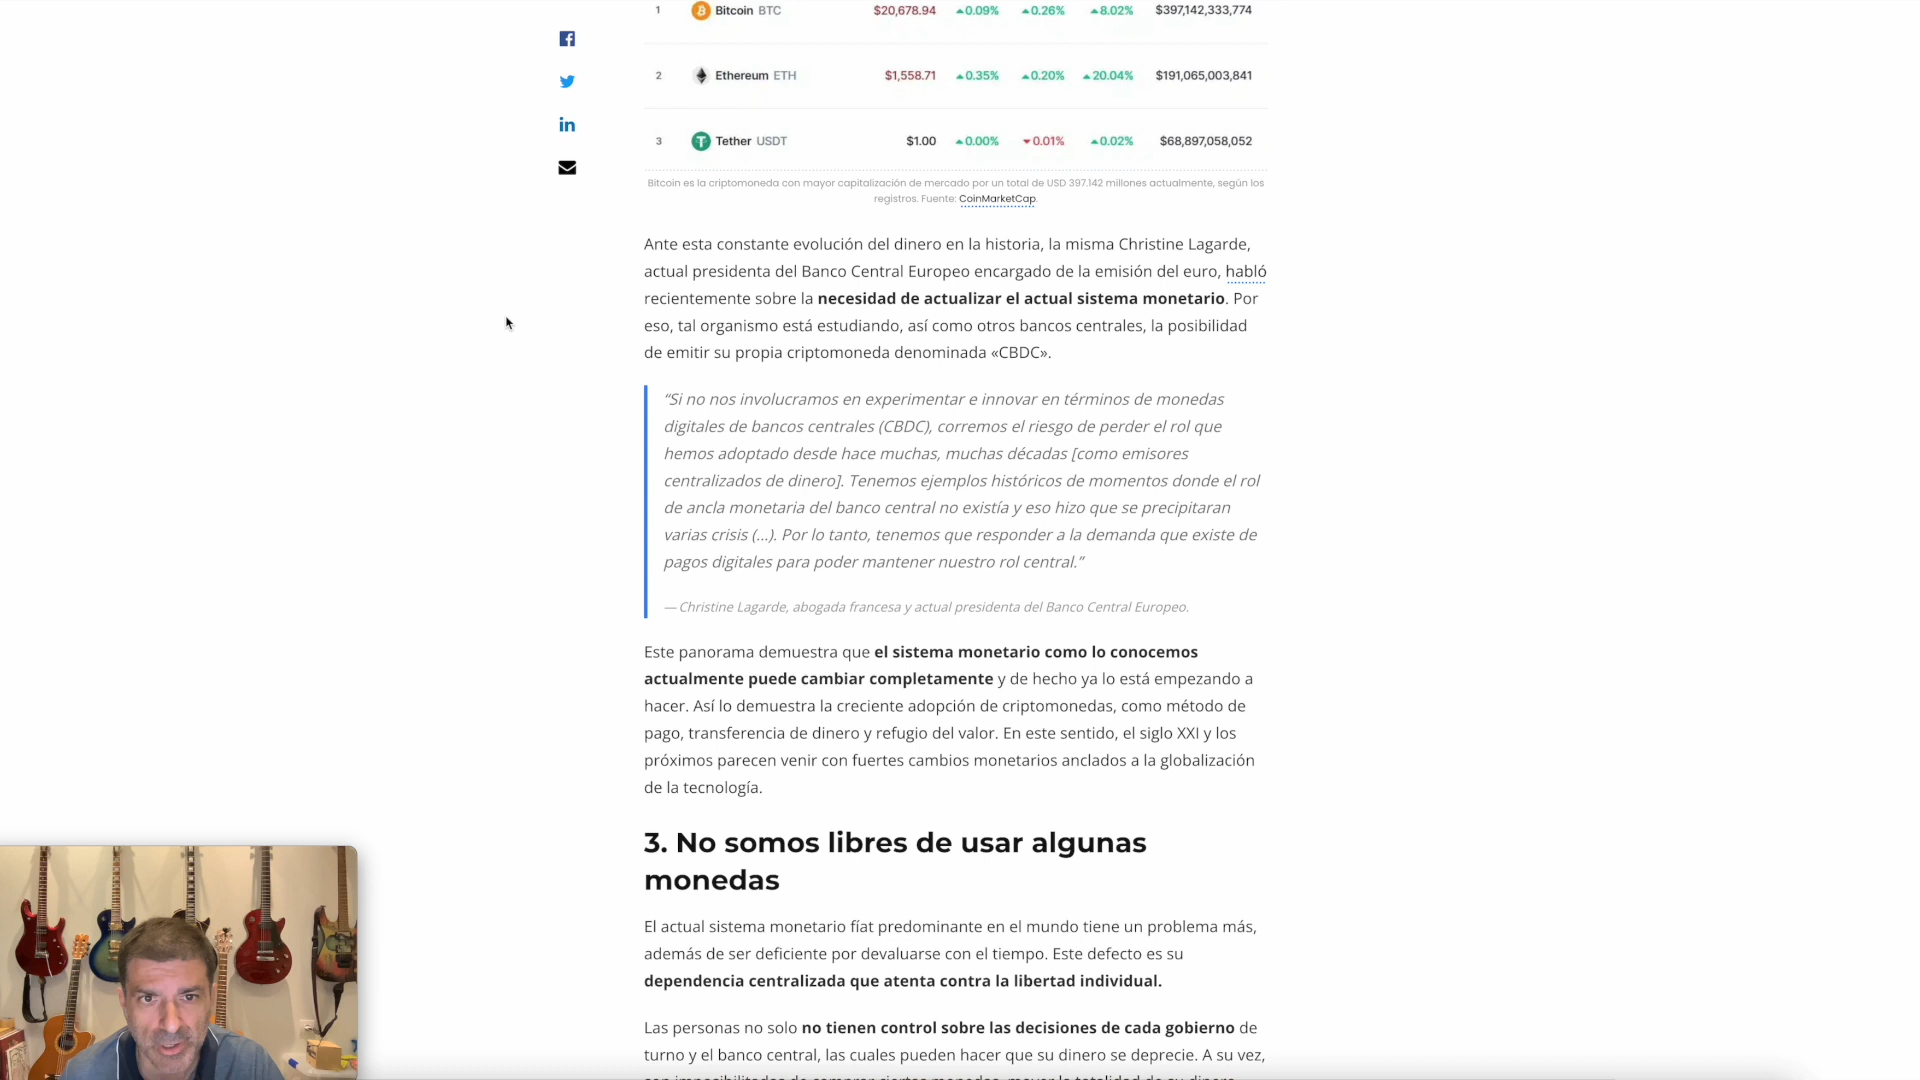 1 Bitcoin BTC $20,678.94 0.09% 0.26% 8.02% $397,142,333,774
2 Ethereum ETH $1,558.71 0.35% 0.20% 20.04% $191,065,003,841
3 Tether USDT $1.00 0.00% 0.01% 0.02% $68,897,058,052
Bitcoin es la criptomoneda con mayor capitalización de mercado por un total de USD 397.142 millones actualmente, según los
registros. Fuente: CoinMarketCap.
Ante esta constante evolución del dinero en la historia, la misma Christine Lagarde,
actual presidenta del Banco Central Europeo encargado de la emisión del euro, habló
recientemente sobre la necesidad de actualizar el actual sistema monetario. Por
eso, tal organismo está estudiando, así como otros bancos centrales, la posibilidad
de emitir su propia criptomoneda denominada «CBDC».
“Si no nos involucramos en experimentar e innovar en términos de monedas
digitales de bancos centrales (CBDC), corremos el riesgo de perder el rol que
hemos adoptado desde hace muchas, muchas décadas [como emisores
centralizados de dinero]. Tenemos ejemplos históricos de momentos donde el rol
de ancla monetaria del banco central no existía y eso hizo que se precipitaran
varias crisis (...). Por lo tanto, tenemos que responder a la demanda que existe de
pagos digitales para poder mantener nuestro rol central.”
— Christine Lagarde, abogada francesa y actual presidenta del Banco Central Europeo.
Este panorama demuestra que el sistema monetario como lo conocemos
actualmente puede cambiar completamente y de hecho ya lo está empezando a
hacer. Así lo demuestra la creciente adopción de criptomonedas, como método de
pago, transferencia de dinero y refugio del valor. En este sentido, el siglo XXI y los
próximos parecen venir con fuertes cambios monetarios anclados a la globalización
de la tecnología.
3. No somos libres de usar algunas
monedas
El actual sistema monetario fíat predominante en el mundo tiene un problema más,
además de ser deficiente por devaluarse con el tiempo. Este defecto es su
dependencia centralizada que atenta contra la libertad individual.
Las personas no solo no tienen control sobre las decisiones de cada gobierno de
turno y el banco central, las cuales pueden hacer que su dinero se deprecie. A su vez,